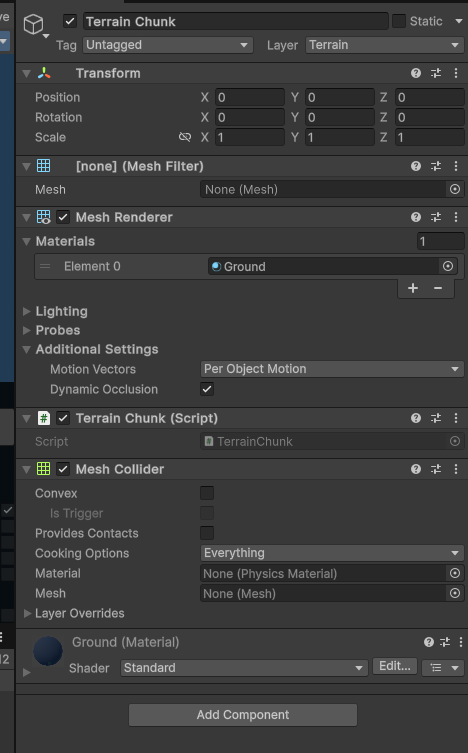 ve
Terrain Chunk Static
Tag Untagged Layer Terrain
Transform
Position X 0 Y 0 Z 0
Rotation X 0 Y 0 Z 0
Scale X 1 Y 1 Z 1
[none] (Mesh Filter)
Mesh None (Mesh)
Mesh Renderer
Materials 1
Element 0 Ground
+ −
Lighting
Probes
Additional Settings
Motion Vectors Per Object Motion
Dynamic Occlusion
# Terrain Chunk (Script)
Script # TerrainChunk
Mesh Collider
Convex
Is Trigger
Provides Contacts
Cooking Options Everything
Material None (Physics Material)
Mesh None (Mesh)
Layer Overrides
Ground (Material)
12
Shader Standard Edit...
Add Component